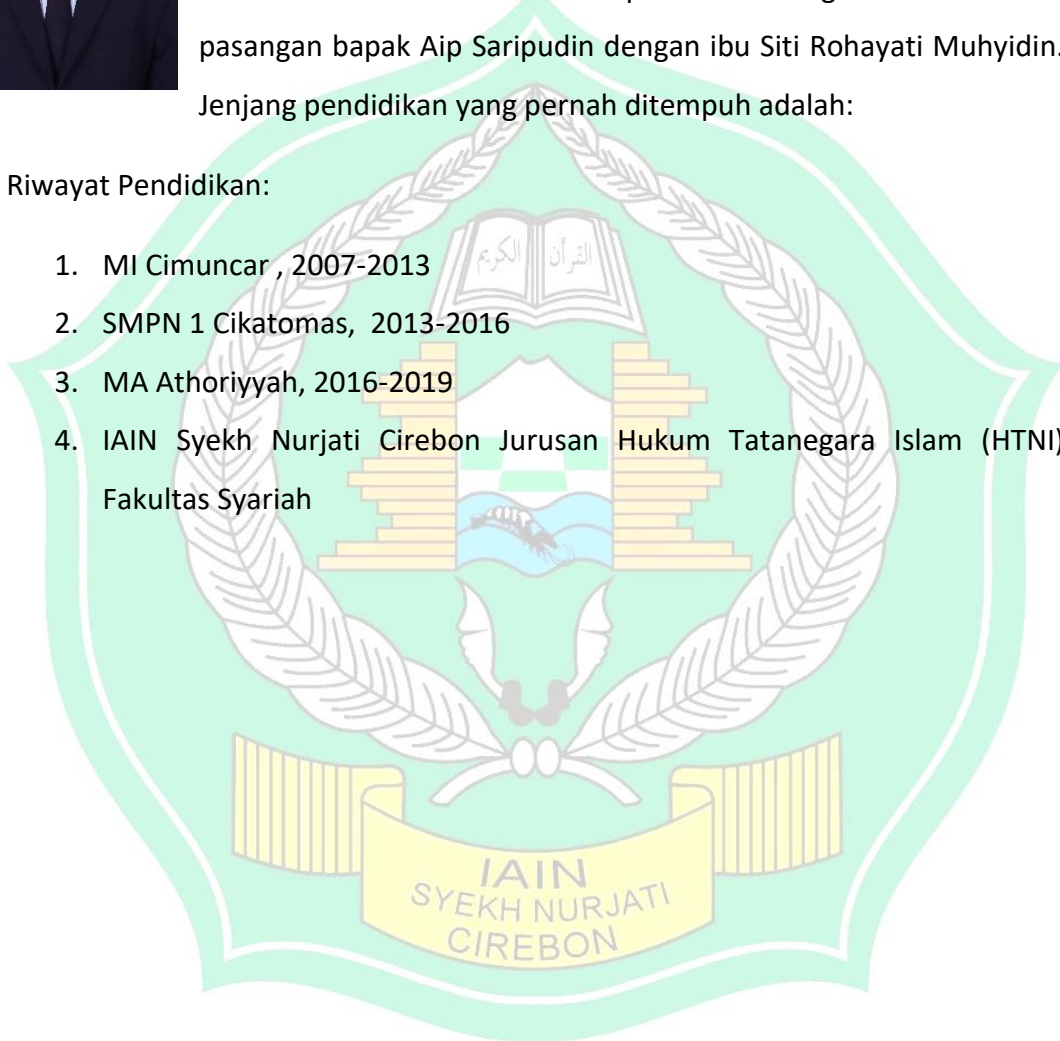 pasangan bapak Aip Saripudin dengan ibu Siti Rohayati Muhyidin.
Jenjang pendidikan yang pernah ditempuh adalah:
Riwayat Pendidikan:
1. MI Cimuncar , 2007-2013
2. SMPN 1 Cikatomas, 2013-2016
3. MA Athoriyyah, 2016-2019
4. IAIN Syekh Nurjati Cirebon Jurusan Hukum Tatanegara Islam (HTNI)
Fakultas Syariah
القرآن الكريم
IAIN
SYEKH NURJATI
CIREBON